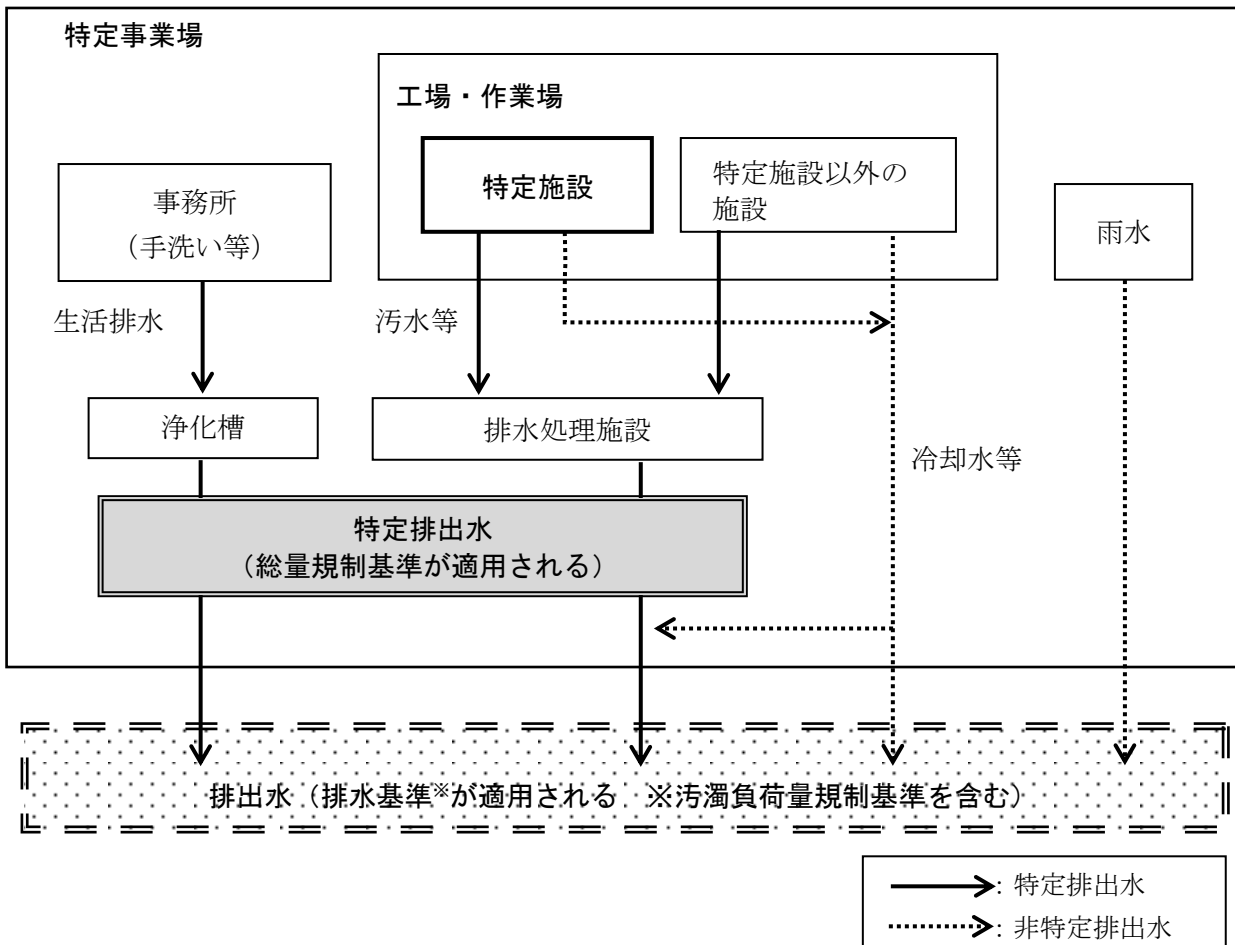 特定事業場
工場・作業場
特定施設
特定施設以外の
施設
事務所
（手洗い等）
雨水
生活排水
汚水等
浄化槽
排水処理施設
冷却水等
特定排出水
（総量規制基準が適用される）
排出水（排水基準※が適用される　※汚濁負荷量規制基準を含む）
: 特定排出水
: 非特定排出水